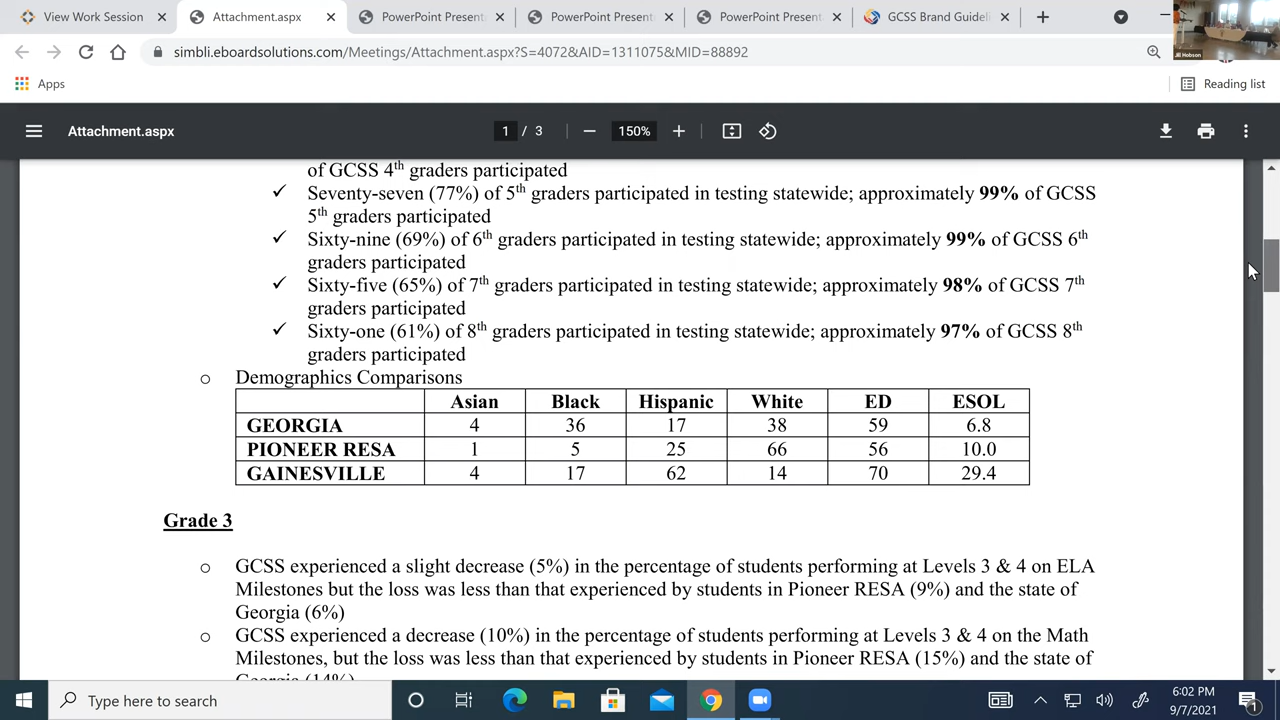 View Work Session
Attachment.aspx
PowerPoint Present
PowerPoint Present
PowerPoint Present
GCSS Brand Guideli
simbli.eboardsolutions.com/Meetings/Attachment.aspx?S=4072&AID=1311075&MID=88892
Jill Hobson
Apps
Reading list
Attachment.aspx
1 / 3
150%
of GCSS 4th graders participated
✓ Seventy-seven (77%) of 5th graders participated in testing statewide; approximately 99% of GCSS
5th graders participated
✓ Sixty-nine (69%) of 6th graders participated in testing statewide; approximately 99% of GCSS 6th
graders participated
✓ Sixty-five (65%) of 7th graders participated in testing statewide; approximately 98% of GCSS 7th
graders participated
✓ Sixty-one (61%) of 8th graders participated in testing statewide; approximately 97% of GCSS 8th
graders participated
o Demographics Comparisons
Asian Black Hispanic White ED ESOL
GEORGIA 4 36 17 38 59 6.8
PIONEER RESA 1 5 25 66 56 10.0
GAINESVILLE 4 17 62 14 70 29.4
Grade 3
o GCSS experienced a slight decrease (5%) in the percentage of students performing at Levels 3 & 4 on ELA
Milestones but the loss was less than that experienced by students in Pioneer RESA (9%) and the state of
Georgia (6%)
o GCSS experienced a decrease (10%) in the percentage of students performing at Levels 3 & 4 on the Math
Milestones, but the loss was less than that experienced by students in Pioneer RESA (15%) and the state of
Georgia (14%)
Type here to search
6:02 PM
9/7/2021
1